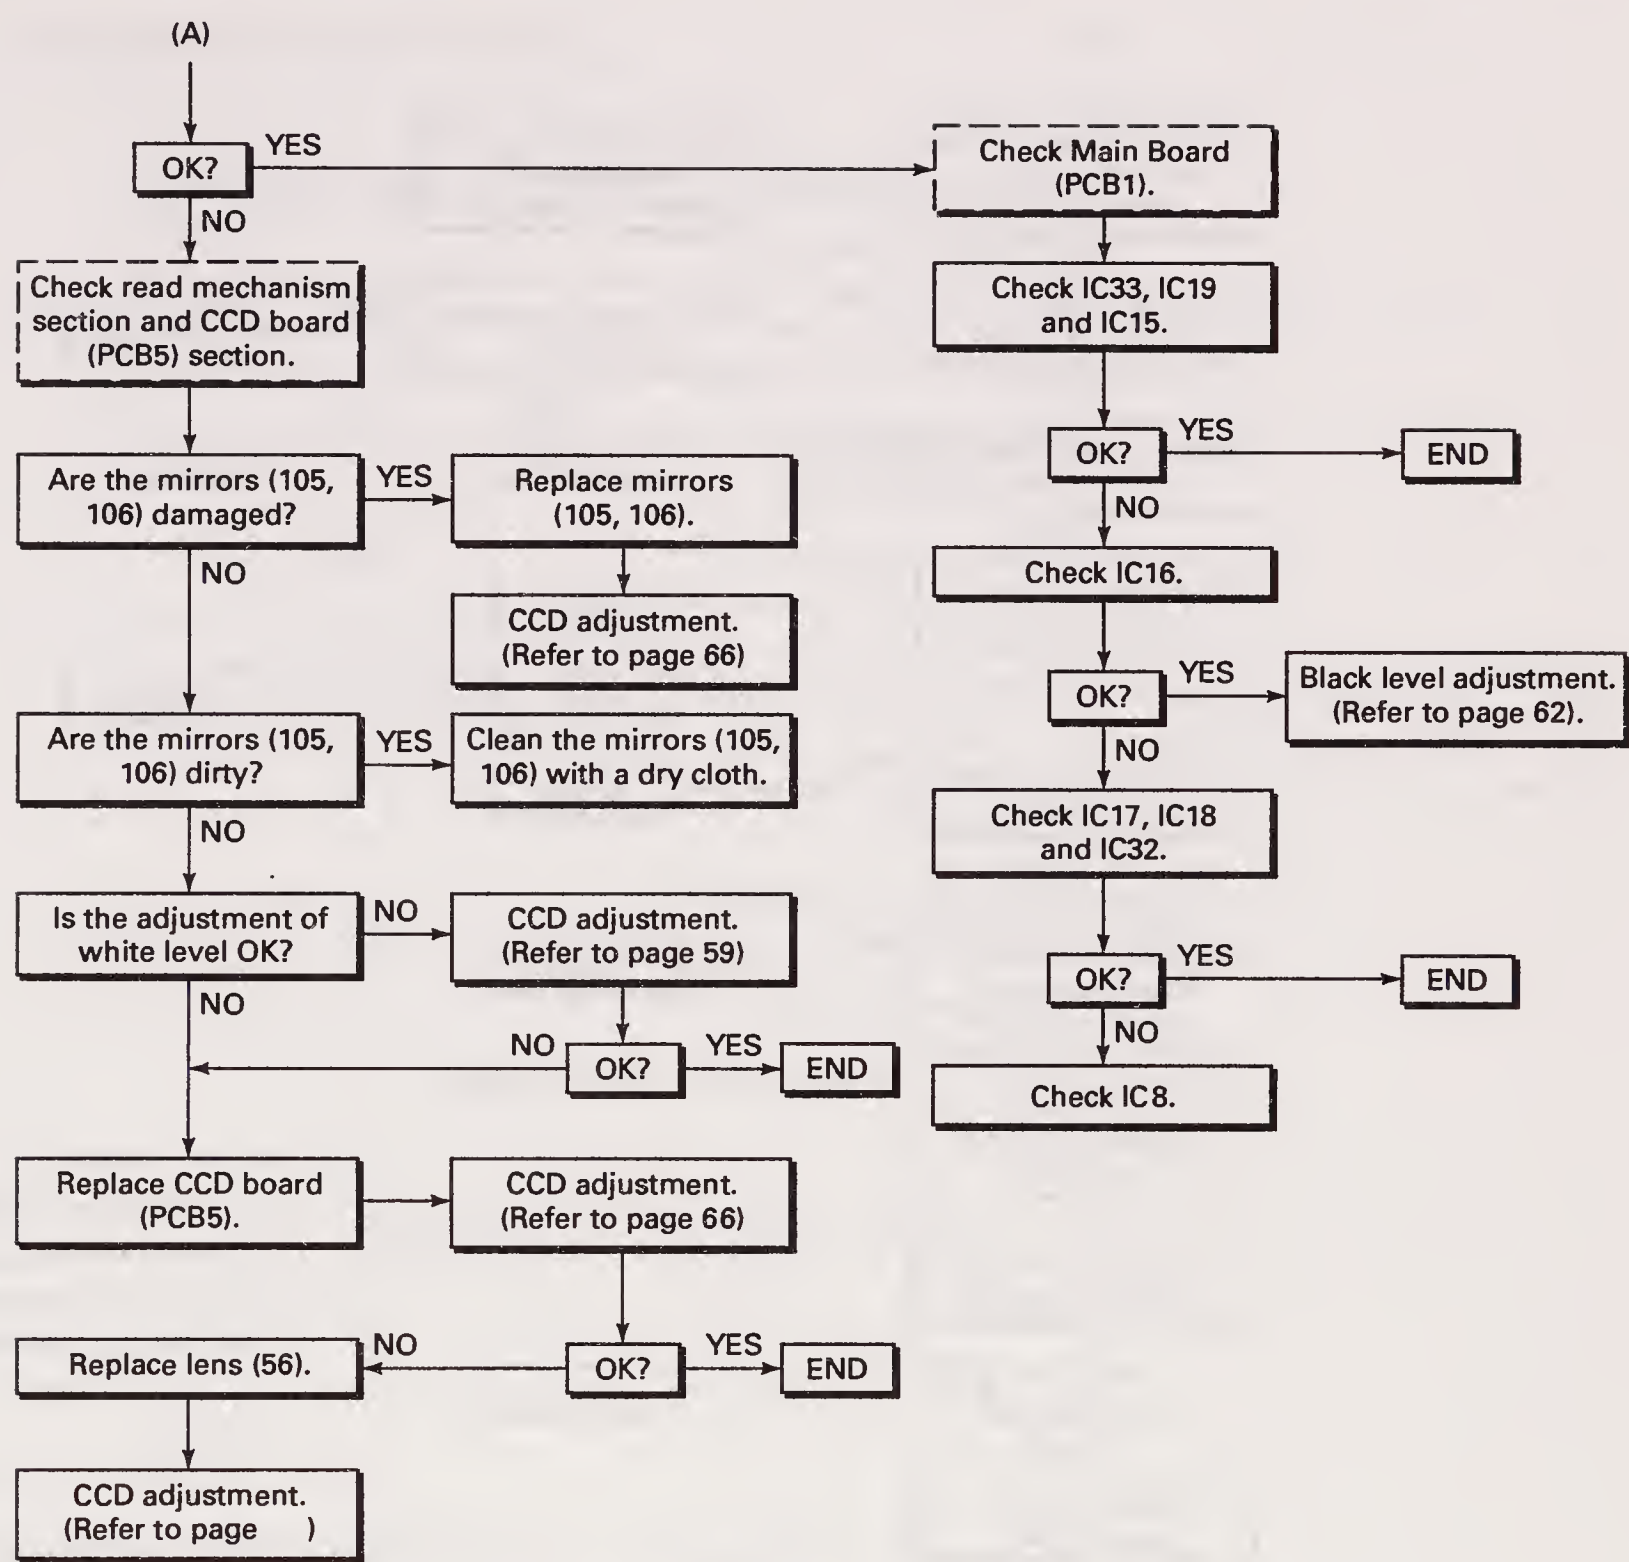 (A)
OK?
YES
NO
Check read mechanism
section and CCD board
(PCB5) section.
Are the mirrors (105,
106) damaged?
YES
Replace mirrors
(105, 106).
CCD adjustment.
(Refer to page 66)
NO
Are the mirrors (105,
106) dirty?
YES
Clean the mirrors (105,
106) with a dry cloth.
NO
Is the adjustment of
white level OK?
NO
CCD adjustment.
(Refer to page 59)
NO
NO
OK?
YES
END
Replace CCD board
(PCB5).
CCD adjustment.
(Refer to page 66)
Replace lens (56).
NO
OK?
YES
END
CCD adjustment.
(Refer to page )
Check Main Board
(PCB1).
Check IC33, IC19
and IC15.
OK?
YES
END
NO
Check IC16.
OK?
YES
Black level adjustment.
(Refer to page 62).
NO
Check IC17, IC18
and IC32.
OK?
YES
END
NO
Check IC8.